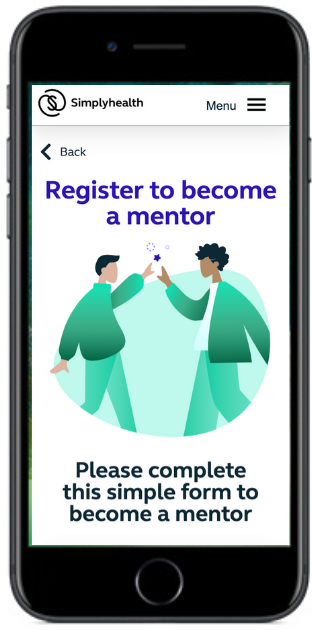 Simplyhealth
Menu
Back
Register to become
a mentor
Please complete
this simple form to
become a mentor